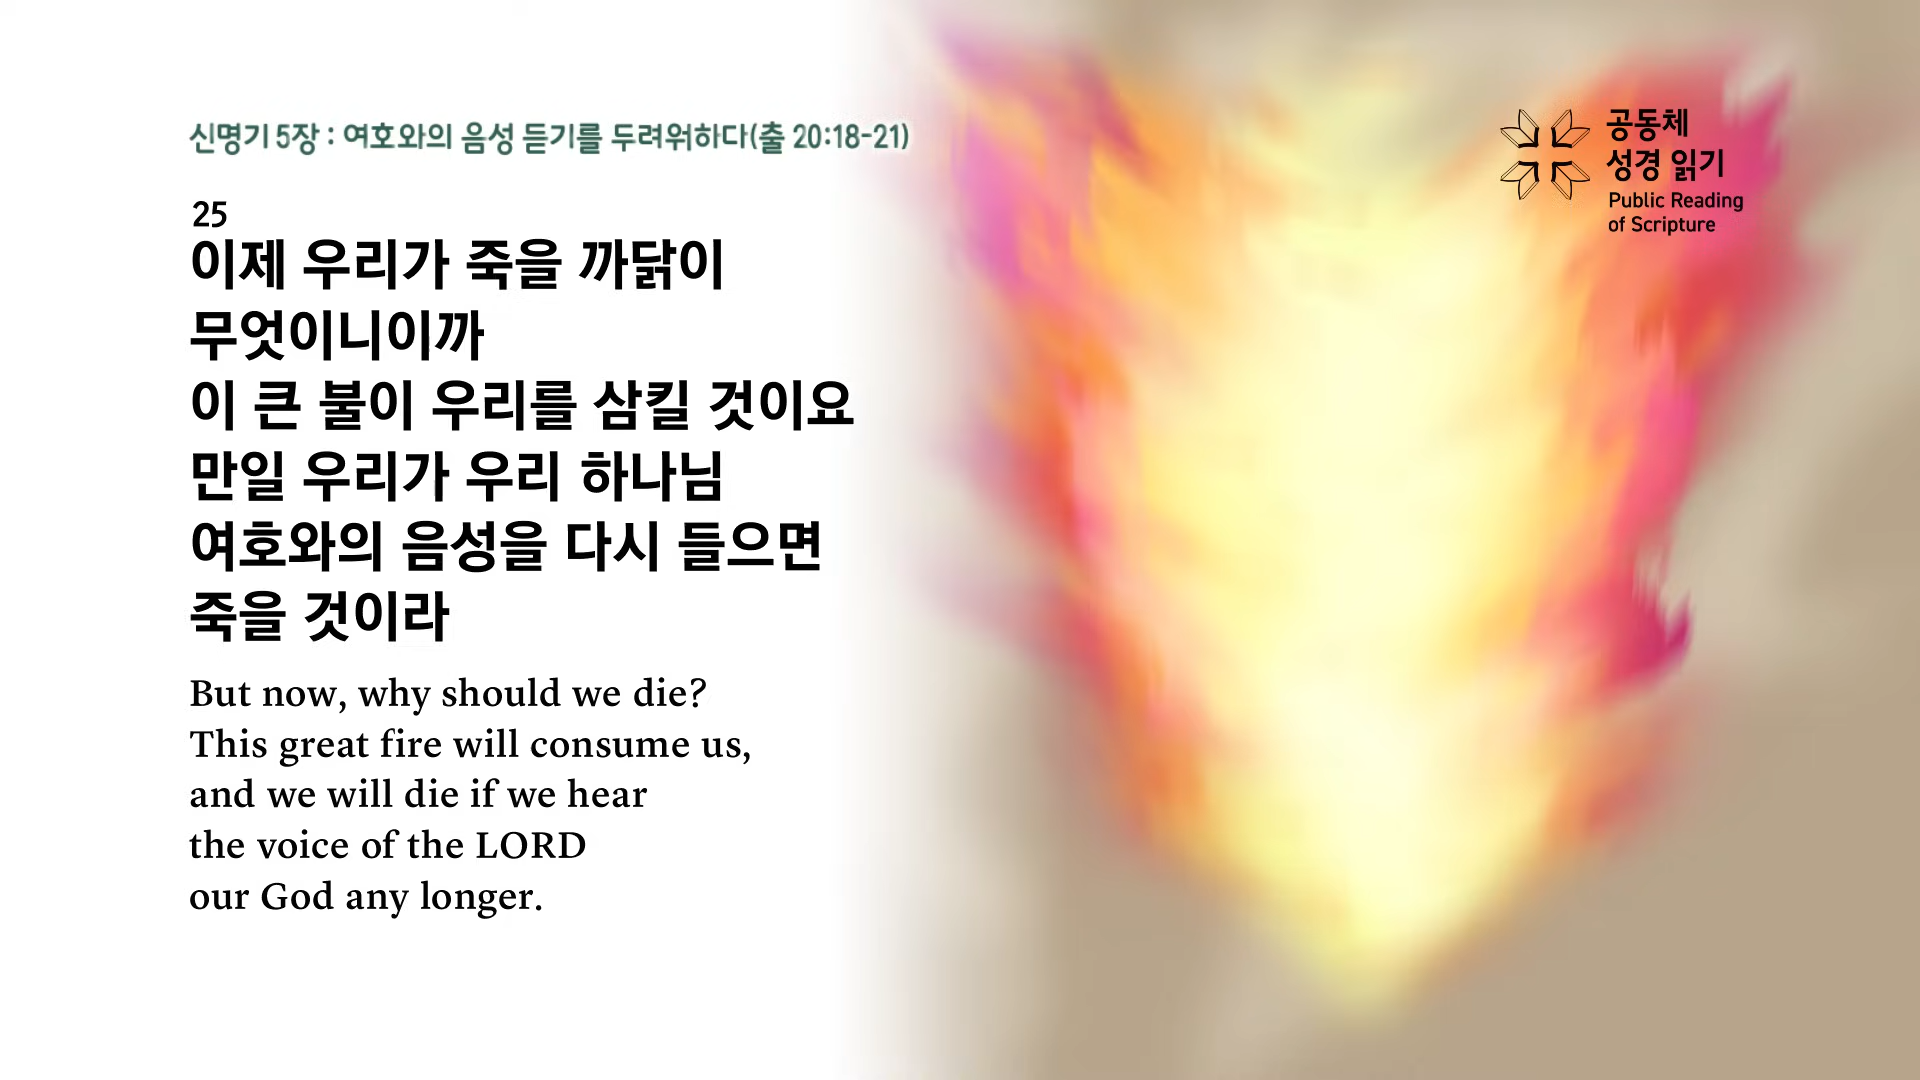 신명기 5장 : 여호와의 음성 듣기를 두려워하다(출 20:18-21)
공동체
성경 읽기
Public Reading
of Scripture
25
이제 우리가 죽을 까닭이
무엇이니이까
이 큰 불이 우리를 삼킬 것이요
만일 우리가 우리 하나님
여호와의 음성을 다시 들으면
죽을 것이라
But now, why should we die?
This great fire will consume us,
and we will die if we hear
the voice of the LORD
our God any longer.